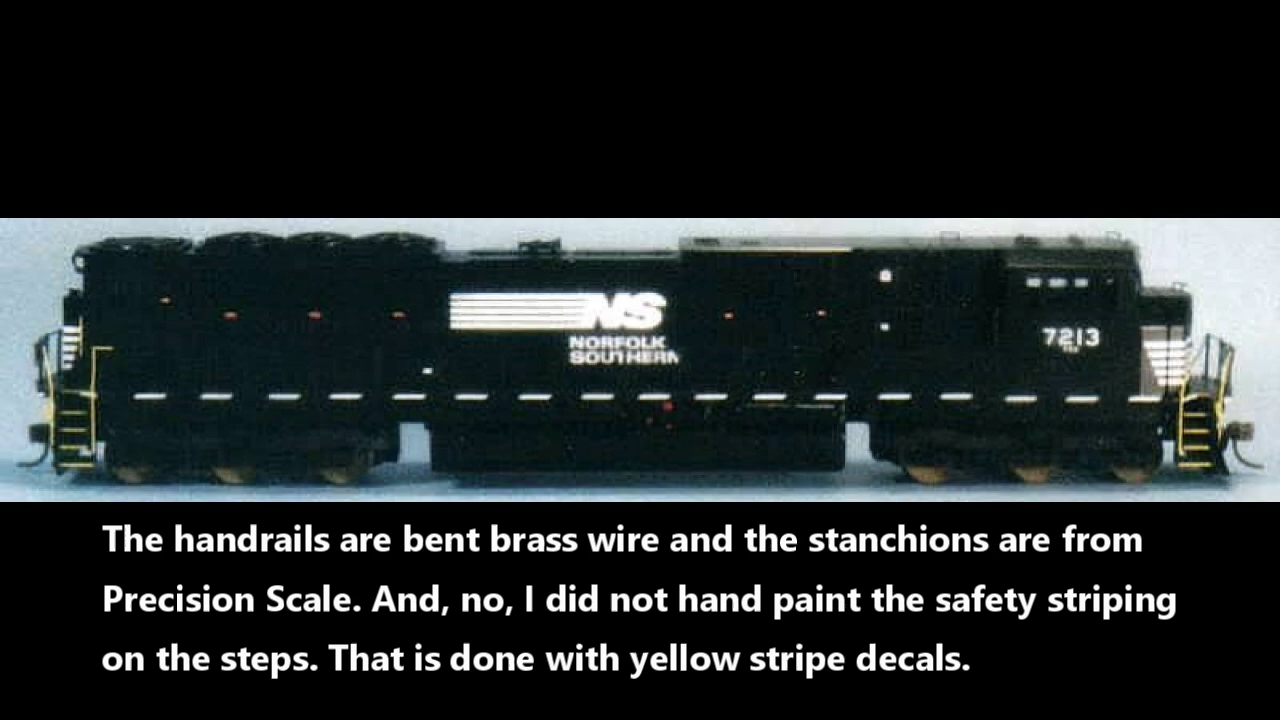 NS
NORFOLK
SOUTHERN
7213
The handrails are bent brass wire and the stanchions are from
Precision Scale. And, no, I did not hand paint the safety striping
on the steps. That is done with yellow stripe decals.